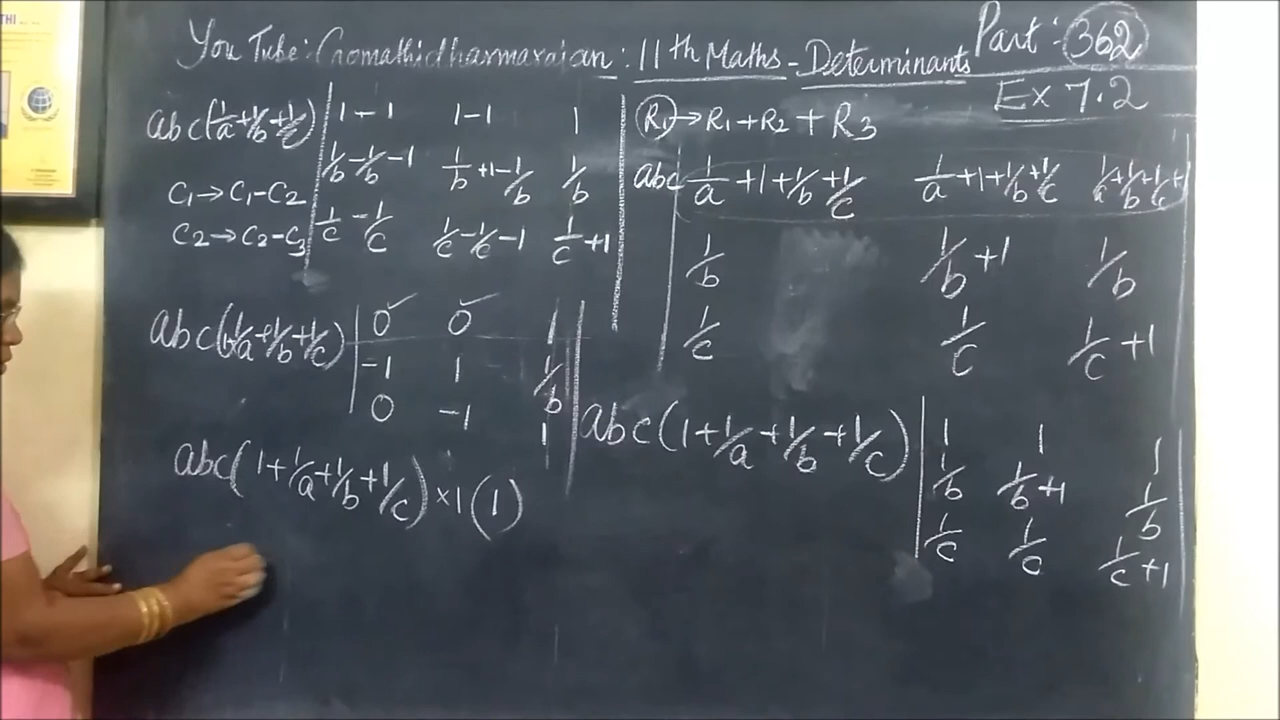 THI
You Tube: Gomathidharmarajan: 11th Maths - Determinants Part: 362
Ex 7.2
abc(1/a+1/b+1/c) | 1-1 1-1 1
1/b-1/b-1 1/b+1-1/b 1/b
C1→C1-C2
C2→C2-C3
1/c-1/c 1/c-1/c-1 1/c+1 |
abc(1+1/a+1/b+1/c) | 0 0 1
-1 1 1/b
0 -1 1 |
abc(1+1/a+1/b+1/c)×1(1)
R1→R1+R2+R3
abc | 1/a+1+1/b+1/c 1/a+1+1/b+1/c 1/a+1/b+1/c+1
1/b 1/b+1 1/b
1/c 1/c 1/c+1 |
abc(1+1/a+1/b+1/c) | 1 1 1
1/b 1/b+1 1/b
1/c 1/c 1/c+1 |